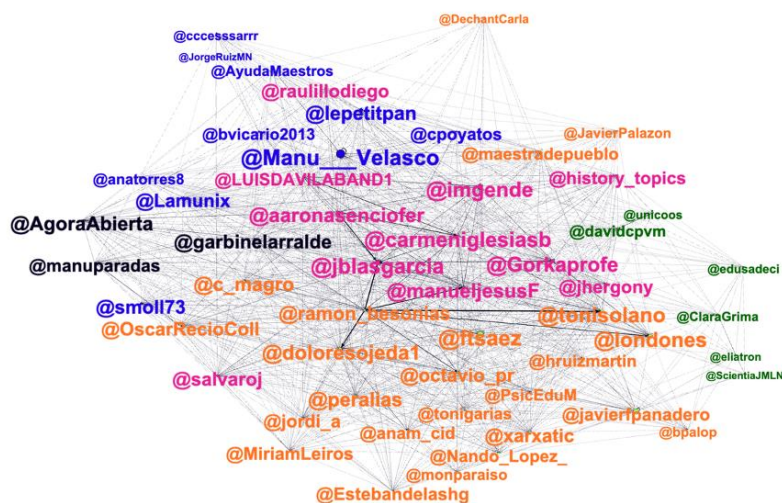 @DechantCarla
@cccesssarrr
@JorgeRuizMN
@AyudaMaestros
@raulillodiego
@lepetitpan
@bvicario2013
@cpoyatos
@JavierPalazon
@Manu___Velasco
@maestradepueblo
@anatorres8
@LUISDAVILABAND1
@imgende
@history_topics
@Lamunix
@aaronasenciofer
@unicoos
@AgoraAbierta
@davidcpvm
@garbinelarralde
@carmeniglesiasb
@manuparadas
@jblasgarcia
@Gorkaprofe
@edusadeci
@c_magro
@manueljesusF
@jhergony
@smoll73
@ramon_besonias
@tonisolano
@ClaraGrima
@OscarRecioColl
@ftsaez
@londones
@doloresojeda1
@hruizmartin
@eliatron
@salvaroj
@octavio_pr
@ScientiaJMLN
@perallas
@PsicEduM
@jordi_a
@tonigarias
@javierfpanadero
@anam_cid
@xarxatic
@bpalop
@MiriamLeiros
@Nando_Lopez_
@monparaiso
@Estebandelashg